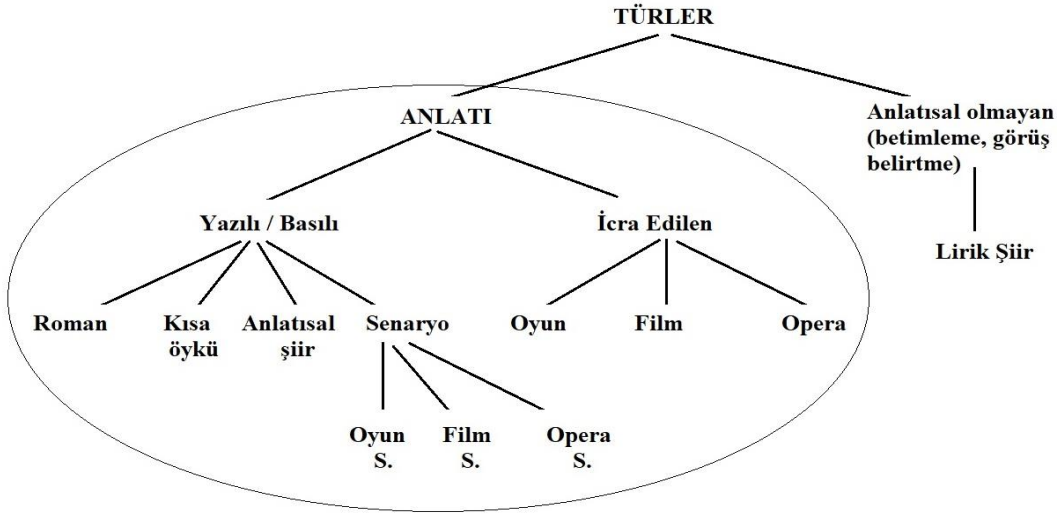 TÜRLER
ANLATI
Anlatısal olmayan
(betimleme, görüş
belirtme)
Yazılı / Basılı
İcra Edilen
Lirik Şiir
Roman
Kısa
öykü
Anlatısal
şiir
Senaryo
Oyun
Film
Opera
Oyun
S.
Film
S.
Opera
S.